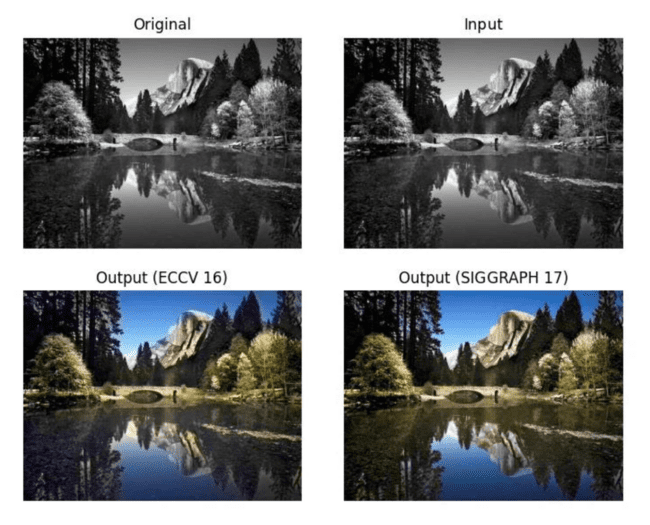 Original
Input
Output (ECCV 16)
Output (SIGGRAPH 17)